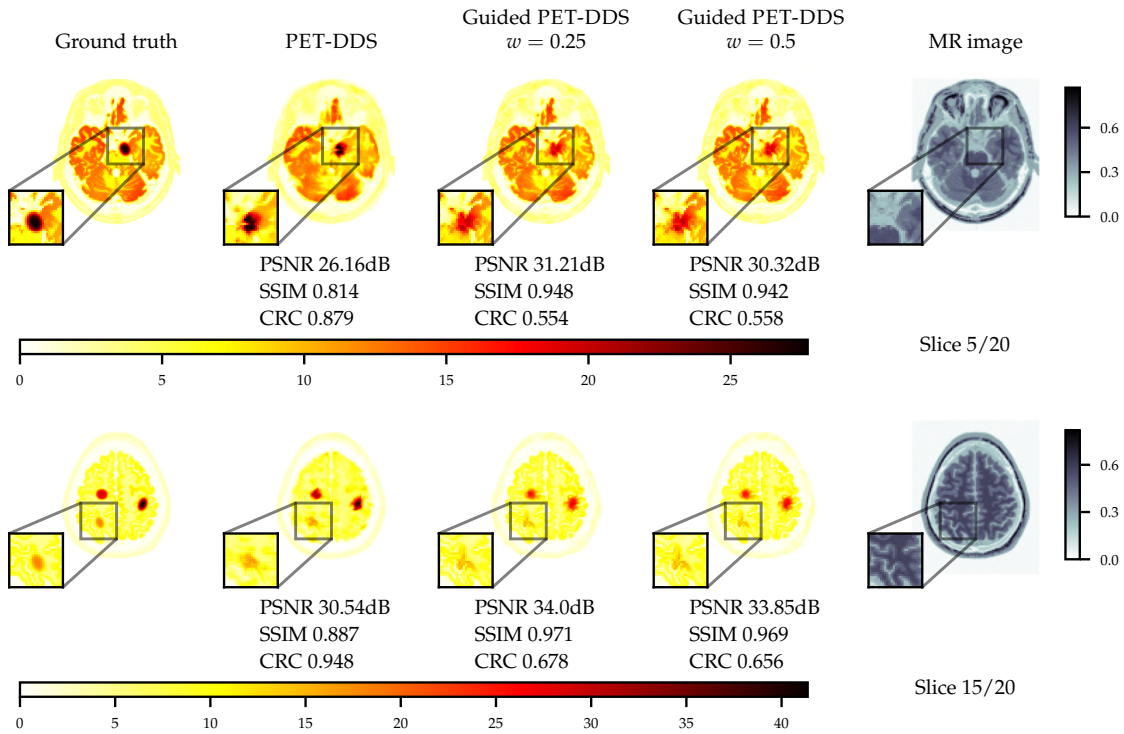 Ground truth
PET-DDS
Guided PET-DDS
w = 0.25
Guided PET-DDS
w = 0.5
MR image
0.6
0.3
0.0
PSNR 26.16dB
SSIM 0.814
CRC 0.879
PSNR 31.21dB
SSIM 0.948
CRC 0.554
PSNR 30.32dB
SSIM 0.942
CRC 0.558
0 5 10 15 20 25
Slice 5/20
0.6
0.3
0.0
PSNR 30.54dB
SSIM 0.887
CRC 0.948
PSNR 34.0dB
SSIM 0.971
CRC 0.678
PSNR 33.85dB
SSIM 0.969
CRC 0.656
0 5 10 15 20 25 30 35 40
Slice 15/20